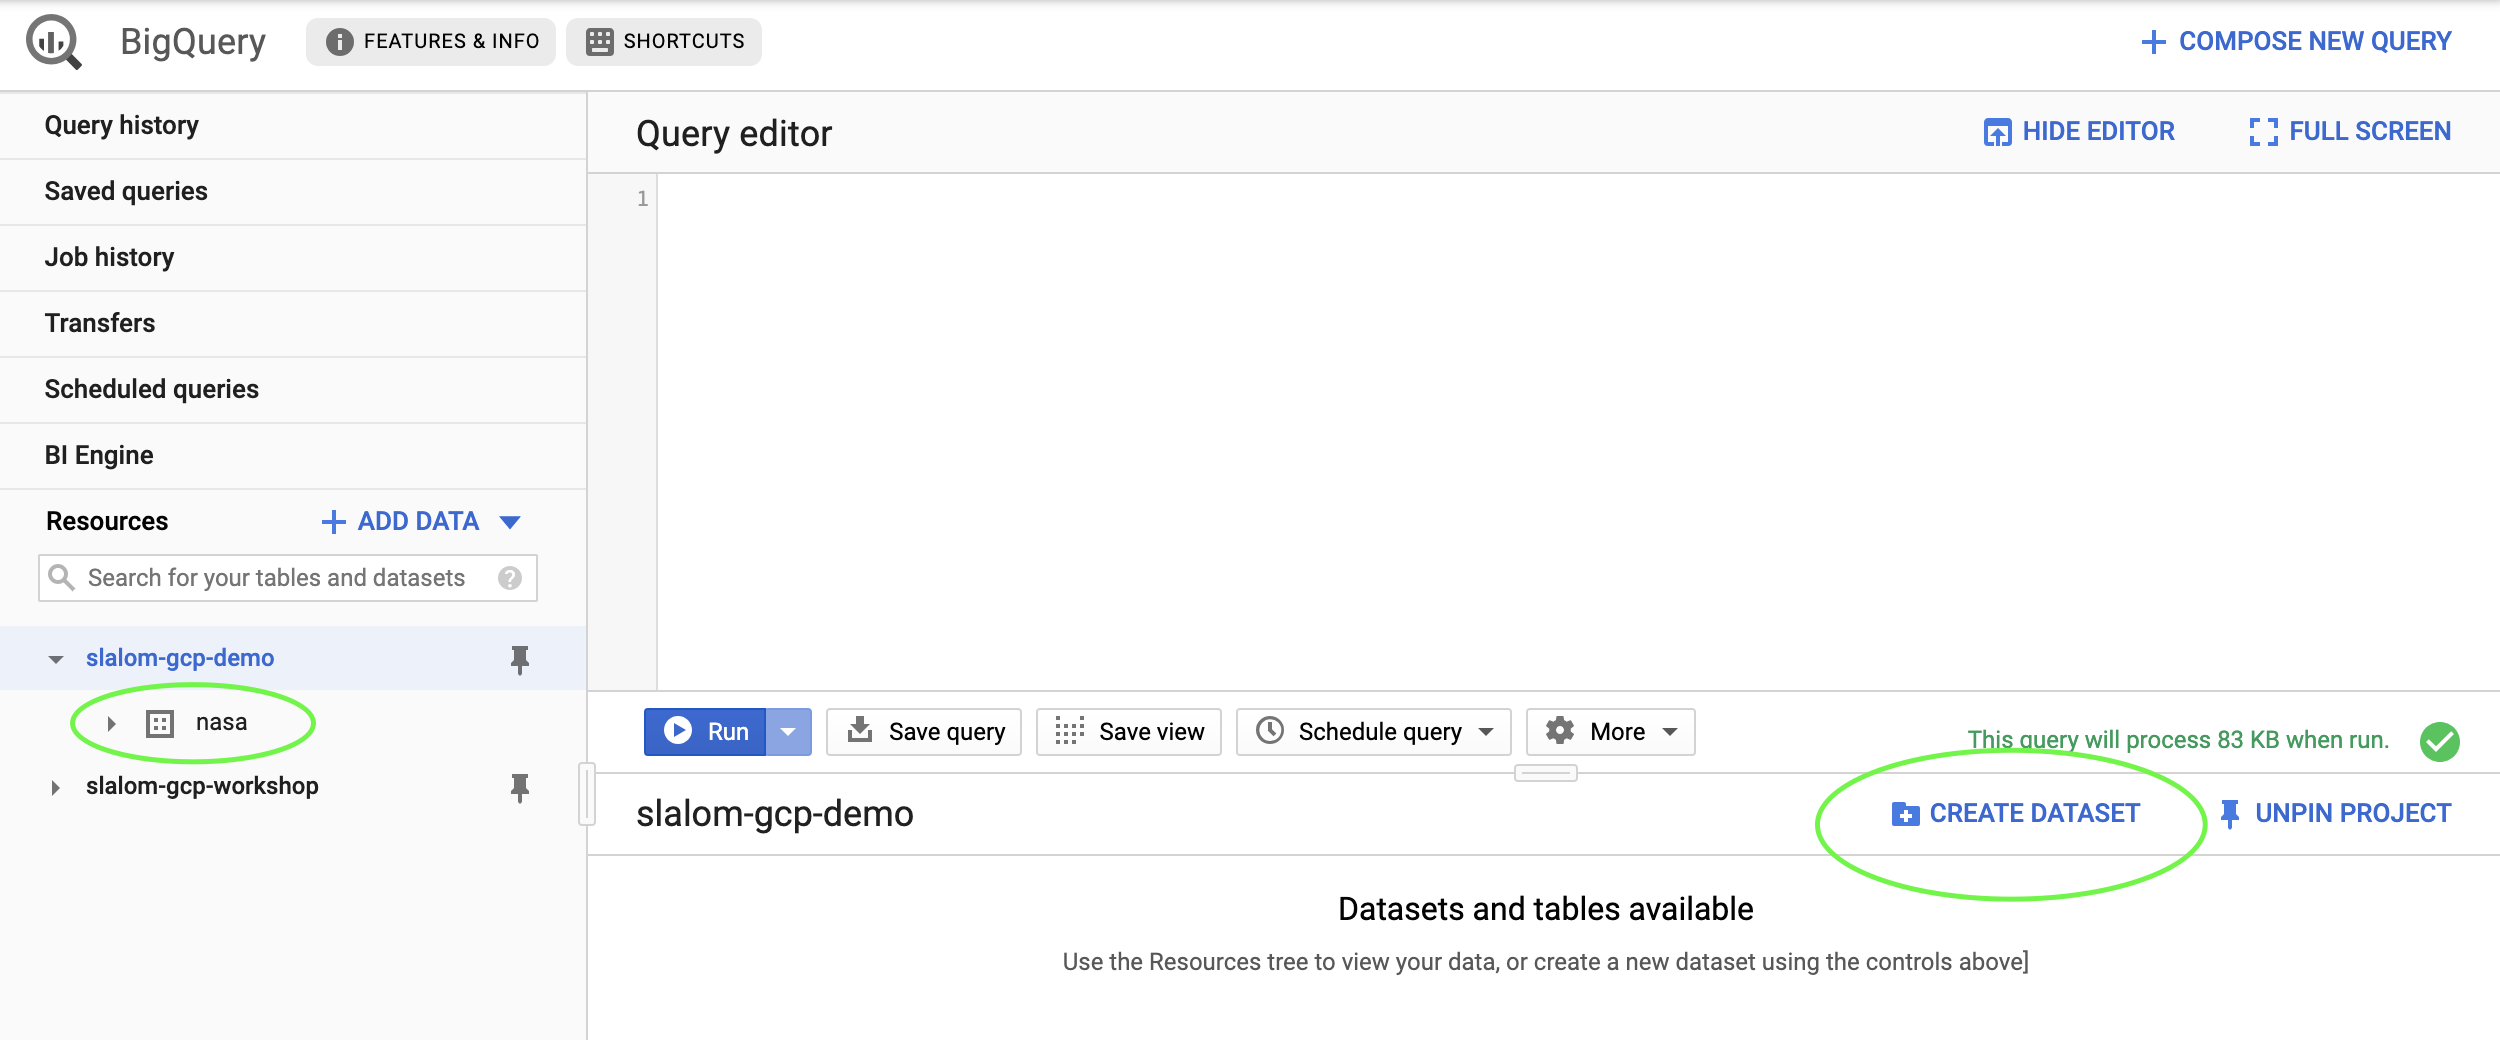 BigQuery
FEATURES & INFO
SHORTCUTS
COMPOSE NEW QUERY
Query history
Saved queries
Job history
Transfers
Scheduled queries
BI Engine
Resources
ADD DATA
Search for your tables and datasets
slalom-gcp-demo
nasa
slalom-gcp-workshop
Query editor
HIDE EDITOR
FULL SCREEN
1
Run
Save query
Save view
Schedule query
More
This query will process 83 KB when run.
slalom-gcp-demo
CREATE DATASET
UNPIN PROJECT
Datasets and tables available
Use the Resources tree to view your data, or create a new dataset using the controls above]